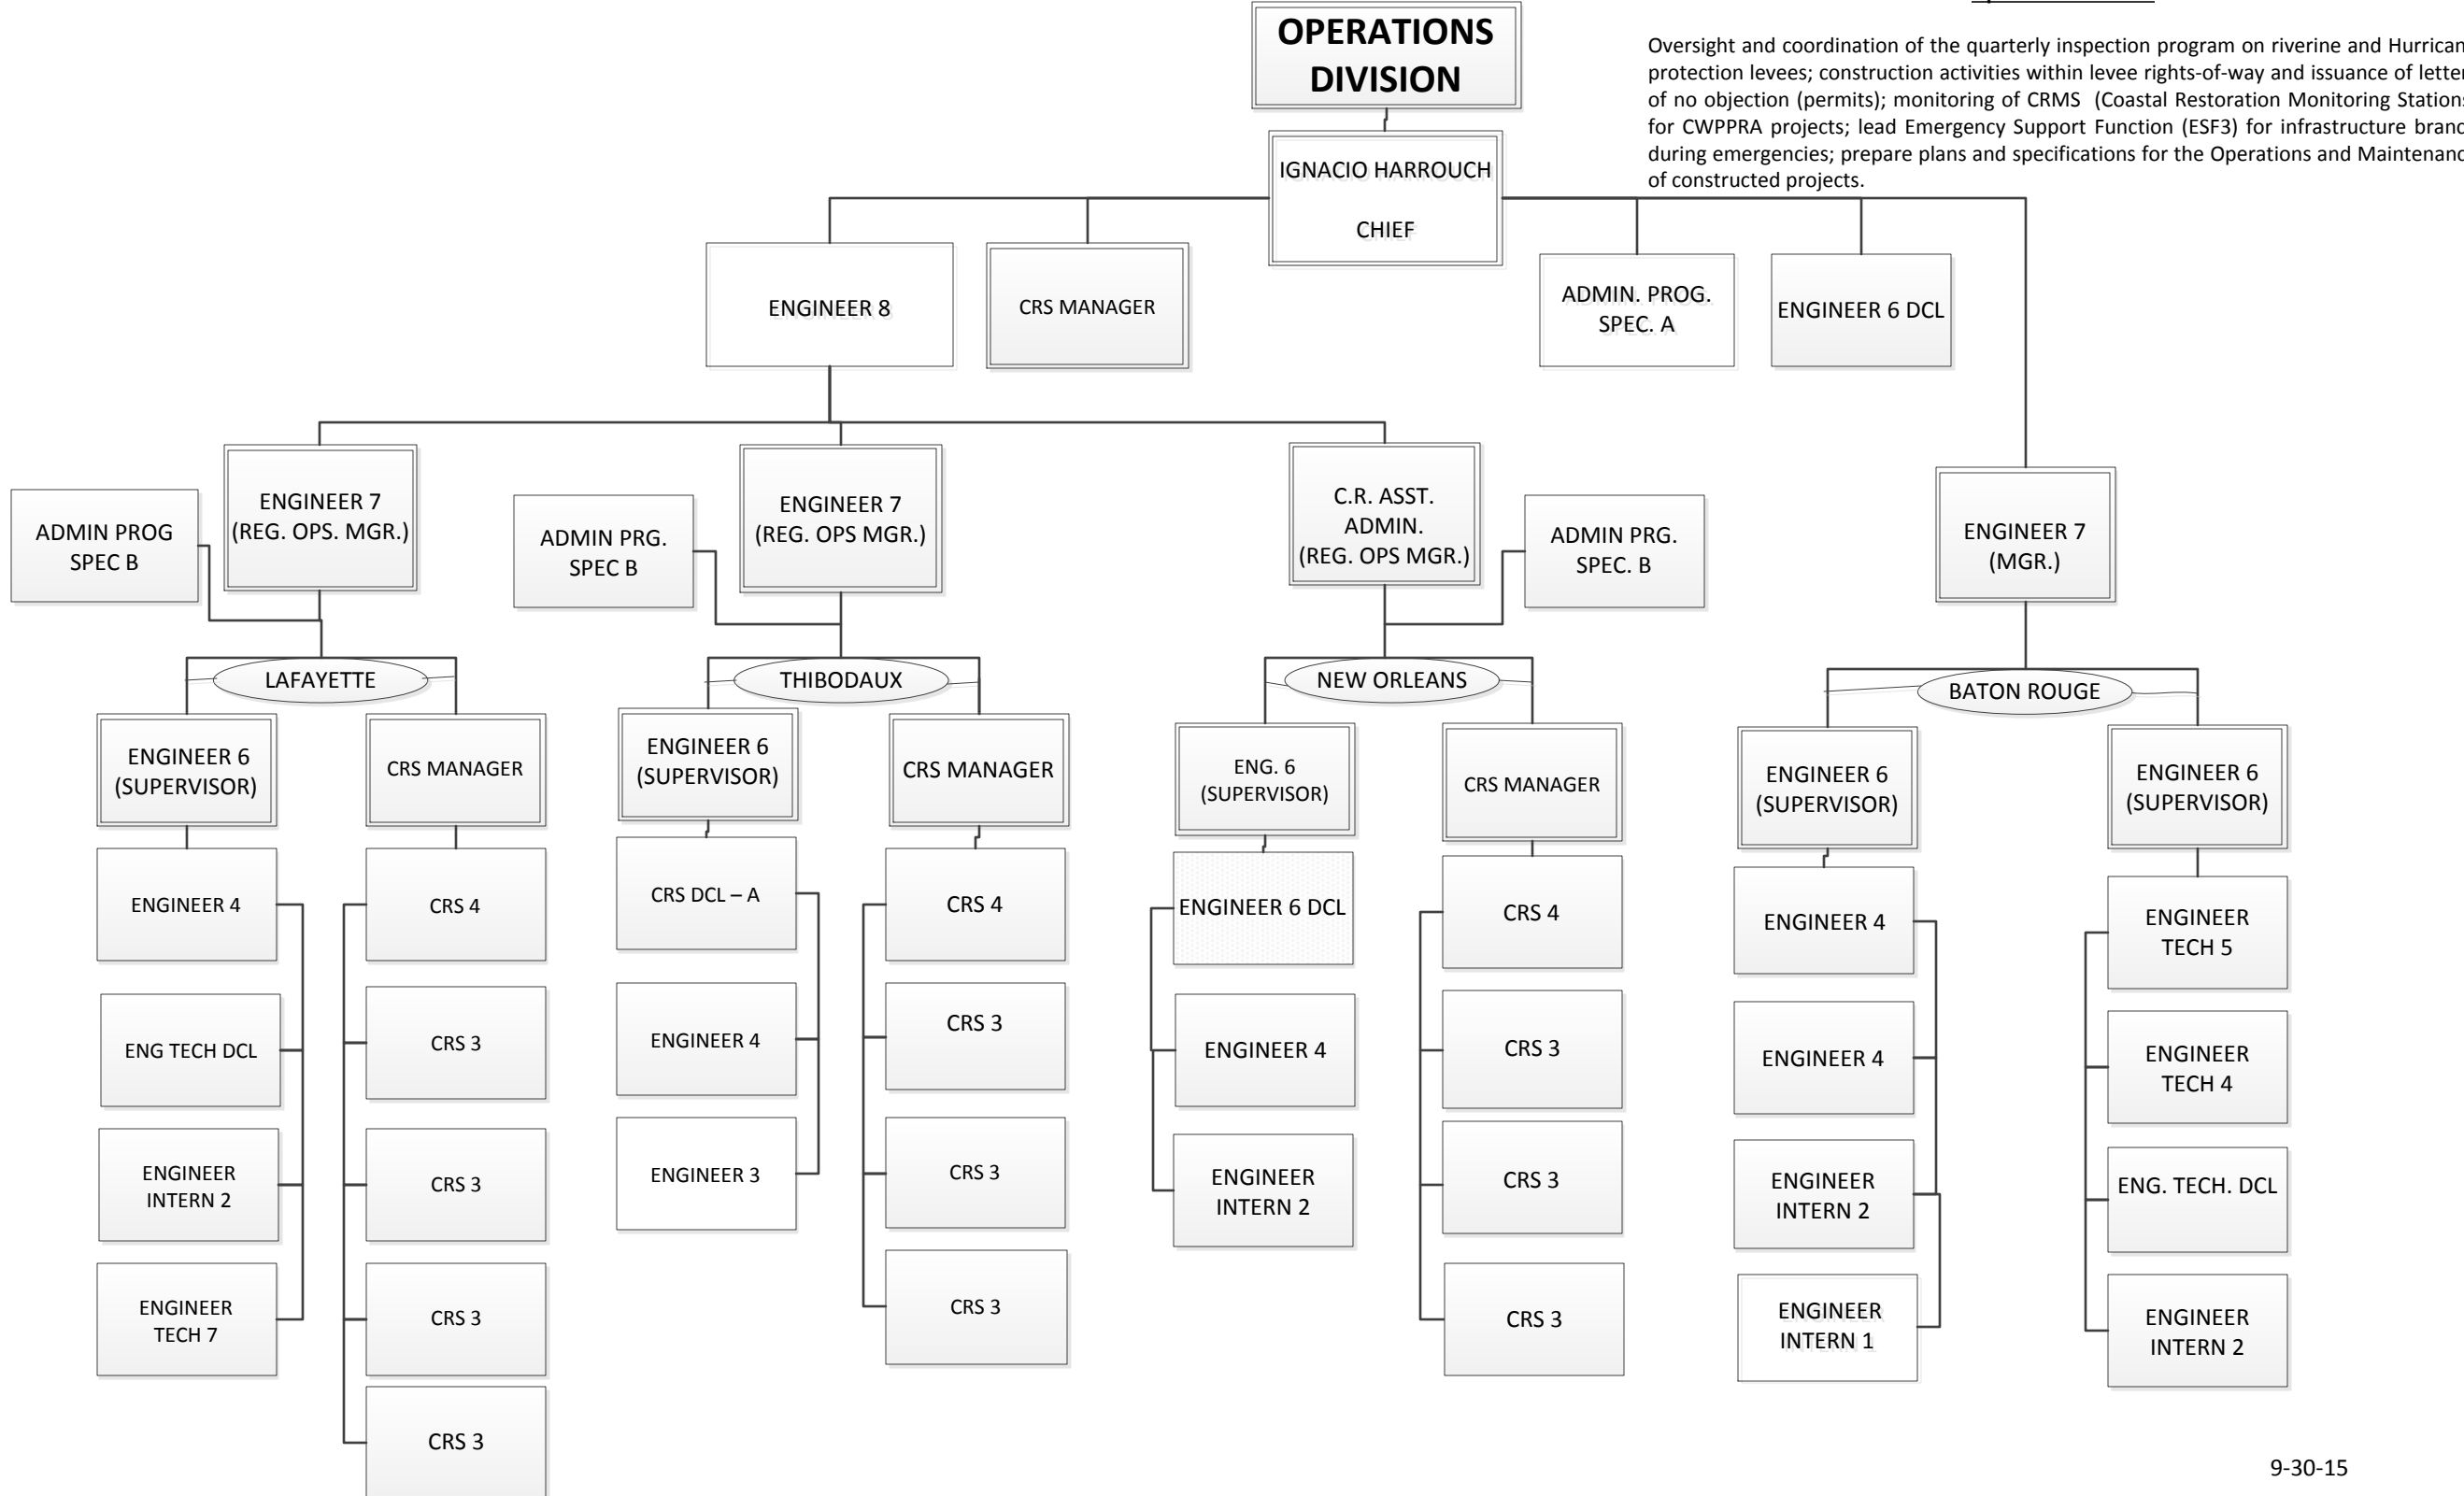 OPERATIONS
DIVISION
Oversight and coordination of the quarterly inspection program on riverine and Hurrican
protection levees; construction activities within levee rights-of-way and issuance of letter
of no objection (permits); monitoring of CRMS (Coastal Restoration Monitoring Stations
for CWPPRA projects; lead Emergency Support Function (ESF3) for infrastructure branc
during emergencies; prepare plans and specifications for the Operations and Maintenanc
of constructed projects.
IGNACIO HARROUCH
CHIEF
ENGINEER 8
CRS MANAGER
ADMIN. PROG.
SPEC. A
ENGINEER 6 DCL
ADMIN PROG
SPEC B
ENGINEER 7
(REG. OPS. MGR.)
ADMIN PRG.
SPEC B
ENGINEER 7
(REG. OPS MGR.)
C.R. ASST.
ADMIN.
(REG. OPS MGR.)
ADMIN PRG.
SPEC. B
ENGINEER 7
(MGR.)
LAFAYETTE
THIBODAUX
NEW ORLEANS
BATON ROUGE
ENGINEER 6
(SUPERVISOR)
CRS MANAGER
ENGINEER 6
(SUPERVISOR)
CRS MANAGER
ENG. 6
(SUPERVISOR)
CRS MANAGER
ENGINEER 6
(SUPERVISOR)
ENGINEER 6
(SUPERVISOR)
ENGINEER 4
CRS 4
CRS DCL – A
CRS 4
ENGINEER 6 DCL
CRS 4
ENGINEER 4
ENGINEER
TECH 5
ENG TECH DCL
CRS 3
ENGINEER 4
CRS 3
ENGINEER 4
CRS 3
ENGINEER 4
ENGINEER
TECH 4
ENGINEER
INTERN 2
CRS 3
ENGINEER 3
CRS 3
ENGINEER
INTERN 2
CRS 3
ENGINEER
INTERN 2
ENG. TECH. DCL
ENGINEER
TECH 7
CRS 3
CRS 3
CRS 3
ENGINEER
INTERN 1
ENGINEER
INTERN 2
CRS 3
9-30-15